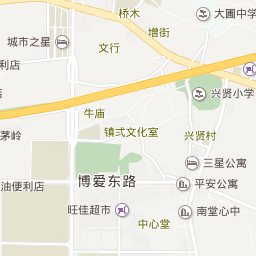 桥木
大圃中学
增街
城市之星
文行
兴贤小学
店
牛庙
茅岭
镇弍文化室
兴贤村
三星公寓
油便利店
博爱东路
平安公寓
旺佳超市
南堂心中
中心堂